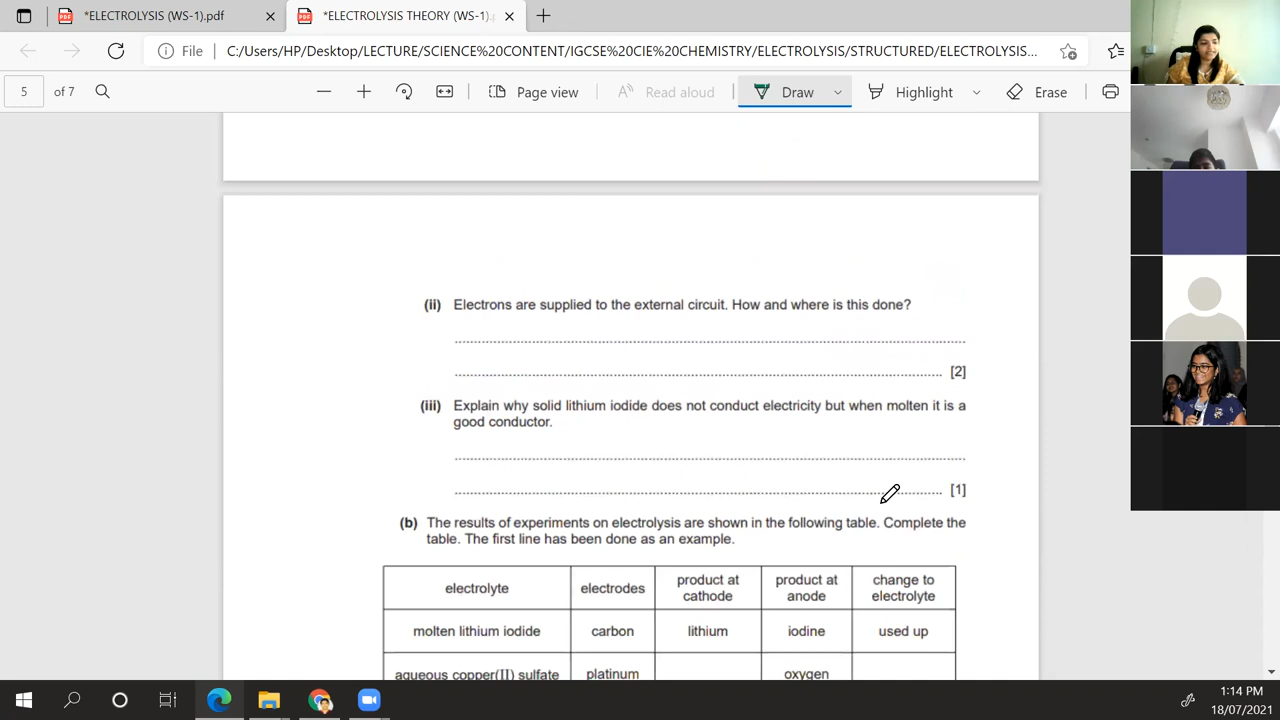 *ELECTROLYSIS (WS-1).pdf
*ELECTROLYSIS THEORY (WS-1).
File
C:/Users/HP/Desktop/LECTURE/SCIENCE%20CONTENT/IGCSE%20CIE%20CHEMISTRY/ELECTROLYSIS/STRUCTURED/ELECTROLYSIS...
5 of 7
Page view
Read aloud
Draw
Highlight
Erase
(ii) Electrons are supplied to the external circuit. How and where is this done?
[2]
(iii) Explain why solid lithium iodide does not conduct electricity but when molten it is a
good conductor.
[1]
(b) The results of experiments on electrolysis are shown in the following table. Complete the
table. The first line has been done as an example.
electrolyte electrodes product at cathode product at anode change to electrolyte
molten lithium iodide carbon lithium iodine used up
aqueous copper(II) sulfate platinum oxygen
1:14 PM
18/07/2021